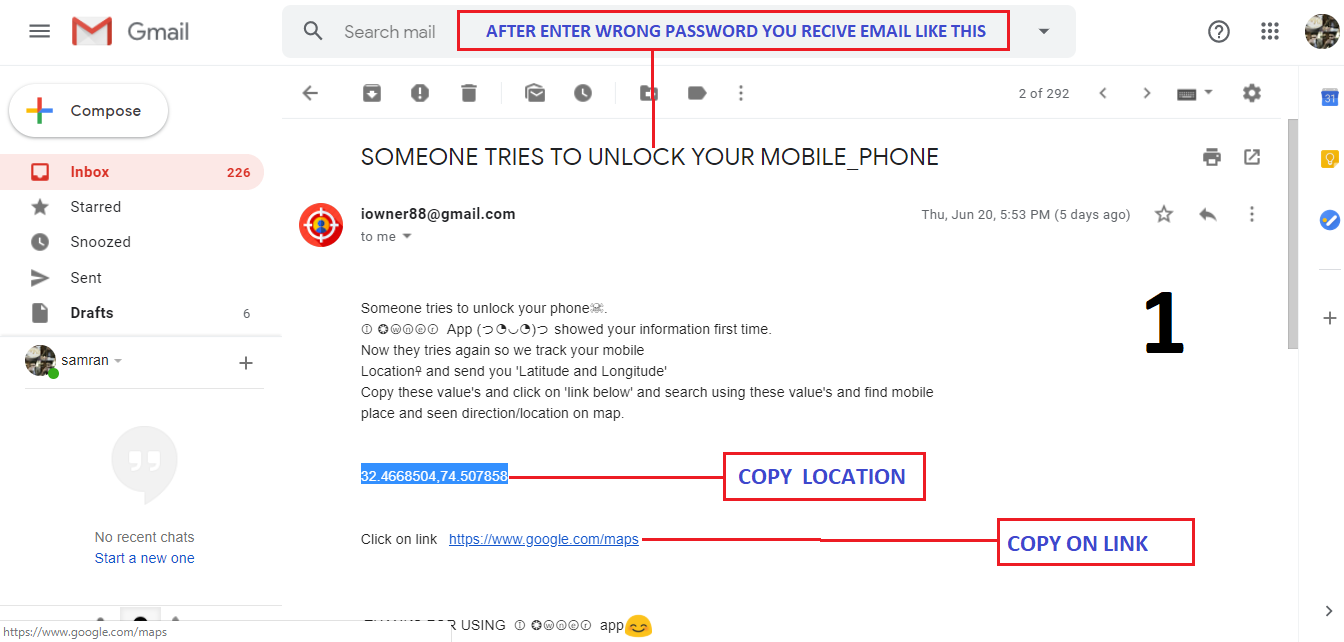 Gmail
Search mail
AFTER ENTER WRONG PASSWORD YOU RECIVE EMAIL LIKE THIS
Compose
2 of 292
31
Inbox 226
Starred
Snoozed
Sent
Drafts 6
samran
No recent chats
Start a new one
SOMEONE TRIES TO UNLOCK YOUR MOBILE_PHONE
iowner88@gmail.com
Thu, Jun 20, 5:53 PM (5 days ago)
to me
1
Someone tries to unlock your phone☠.
Ⓘ ✪ⓦⓝⓔⓡ App (っ◔◡◔)っ showed your information first time.
Now they tries again so we track your mobile
Location♀ and send you 'Latitude and Longitude'
Copy these value's and click on 'link below' and search using these value's and find mobile
place and seen direction/location on map.
32.4668504,74.507858
COPY LOCATION
Click on link https://www.google.com/maps
COPY ON LINK
THANKS FOR USING Ⓘ ✪ⓦⓝⓔⓡ app😊
https://www.google.com/maps